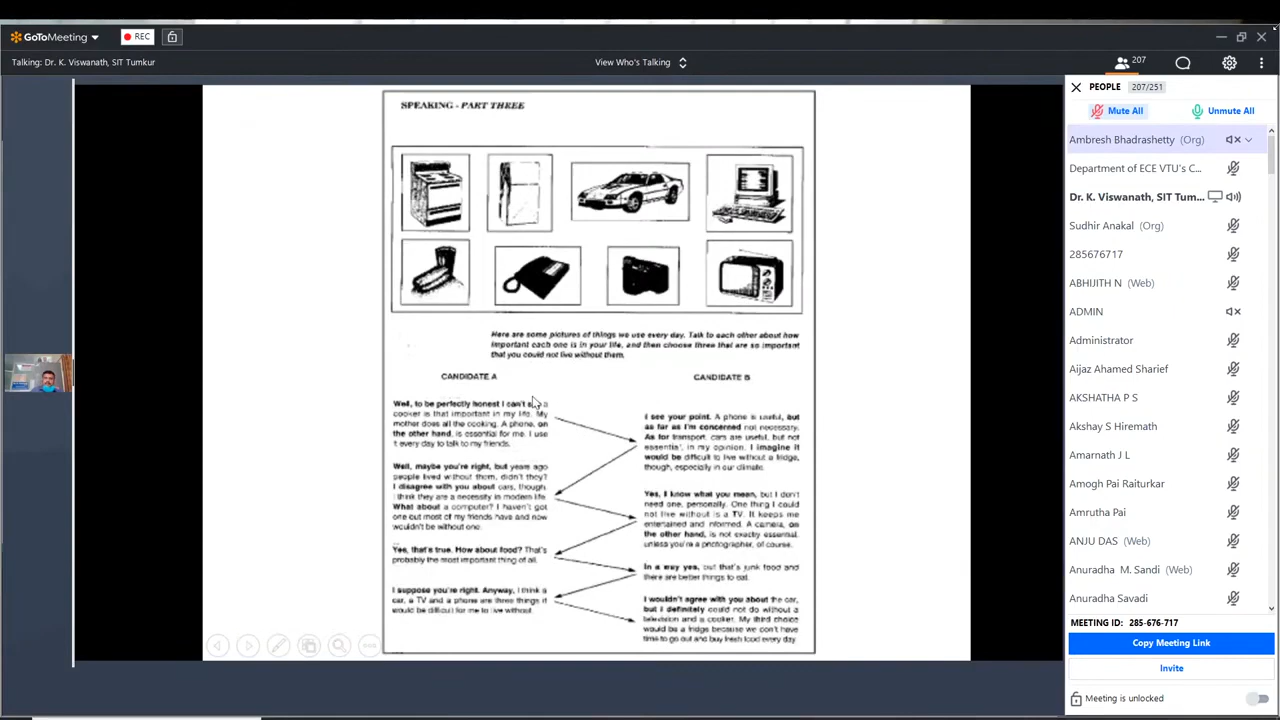 GoToMeeting
REC
Talking: Dr. K. Viswanath, SIT Tumkur
View Who's Talking
207
SPEAKING - PART THREE
Here are some pictures of things we use every day. Talk to each other about how
important each one is in your life, and then choose three that are so important
that you could not live without them.
CANDIDATE A
Well, to be perfectly honest I can't a
cooker is that important in my life. My
mother does all the cooking. A phone, on
the other hand, is essential for me. I use
t every day to talk to my friends.
Well, maybe you're right, but years ago
people lived without them, didn't they?
I disagree with you about cars, though.
I think they are a necessity in modern life.
What about a computer? I haven't got
one but most of my friends have and now
wouldn't be without one.
Yes, that's true. How about food? That's
probably the most important thing of all.
I suppose you're right. Anyway, I think a
car, a TV and a phone are three things it
would be difficult for me to live without.
CANDIDATE B
I see your point. A phone is useful, but
as far as I'm concerned not necessary.
As for transport, cars are useful, but not
essential, in my opinion. I imagine it
would be difficult to live without a fridge,
though, especially in our climate.
Yes, I know what you mean, but I don't
need one, personally. One thing I could
not live without is a TV. It keeps me
entertained and informed. A camera, on
the other hand, is not exactly essential,
unless you're a photographer, of course.
In a way yes, but that's junk food and
there are better things to eat.
I wouldn't agree with you about the car,
but I definitely could not do without a
television and a cooker. My third choice
would be a fridge because we don't have
time to go out and buy fresh food every day
PEOPLE 207/251
Mute All
Unmute All
Ambresh Bhadrashetty (Org)
Department of ECE VTU's C...
Dr. K. Viswanath, SIT Tum...
Sudhir Anakal (Org)
285676717
ABHIJITH N (Web)
ADMIN
Administrator
Aijaz Ahamed Sharief
AKSHATHA P S
Akshay S Hiremath
Amarnath J L
Amogh Pai Raiturkar
Amrutha Pai
ANJU DAS (Web)
Anuradha M. Sandi (Web)
Anuradha Savadi
MEETING ID: 285-676-717
Copy Meeting Link
Invite
Meeting is unlocked